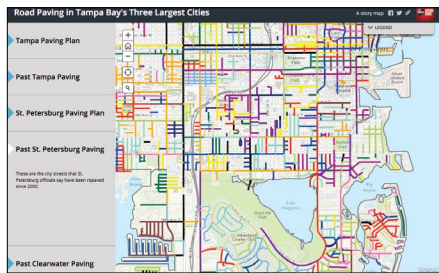 Road Paving in Tampa Bay's Three Largest Cities
A story map
LEGEND
Tampa Paving Plan
Past Tampa Paving
St. Petersburg Paving Plan
Past St. Petersburg Paving
These are the city streets that St.
Petersburg officials say have been repaved
since 2000.
Past Clearwater Paving